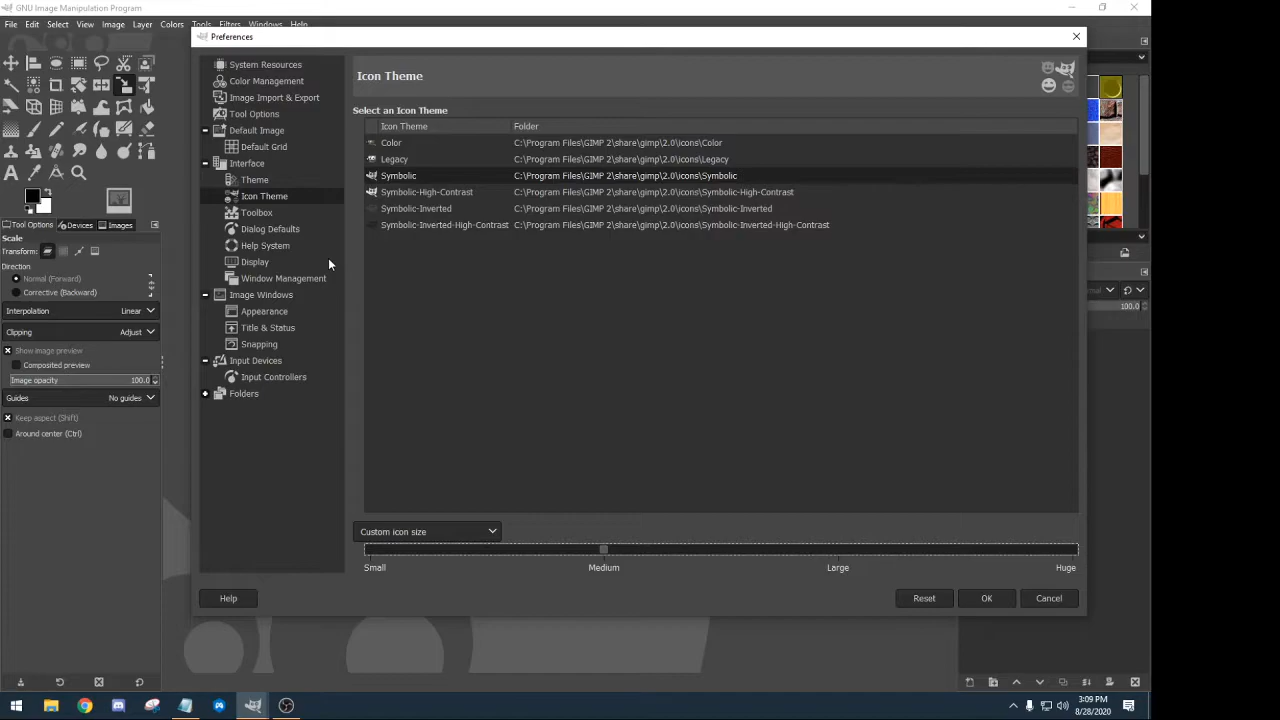 GNU Image Manipulation Program
File Edit Select View Image Layer Colors Tools Filters Windows Help
Preferences
System Resources
Color Management
Image Import & Export
Tool Options
Default Image
Default Grid
Interface
Theme
Icon Theme
Toolbox
Dialog Defaults
Help System
Display
Window Management
Image Windows
Appearance
Title & Status
Snapping
Input Devices
Input Controllers
Folders
Icon Theme
Select an Icon Theme
Icon Theme Folder
Color C:\Program Files\GIMP 2\share\gimp\2.0\icons\Color
Legacy C:\Program Files\GIMP 2\share\gimp\2.0\icons\Legacy
Symbolic C:\Program Files\GIMP 2\share\gimp\2.0\icons\Symbolic
Symbolic-High-Contrast C:\Program Files\GIMP 2\share\gimp\2.0\icons\Symbolic-High-Contrast
Symbolic-Inverted C:\Program Files\GIMP 2\share\gimp\2.0\icons\Symbolic-Inverted
Symbolic-Inverted-High-Contrast C:\Program Files\GIMP 2\share\gimp\2.0\icons\Symbolic-Inverted-High-Contrast
Custom icon size
Small Medium Large Huge
Help Reset OK Cancel
Tool Options Devices Images
Scale
Transform:
Direction
Normal (Forward)
Corrective (Backward)
Interpolation Linear
Clipping Adjust
Show image preview
Composited preview
Image opacity 100.0
Guides No guides
Keep aspect (Shift)
Around center (Ctrl)
100.0
3:09 PM
8/28/2020